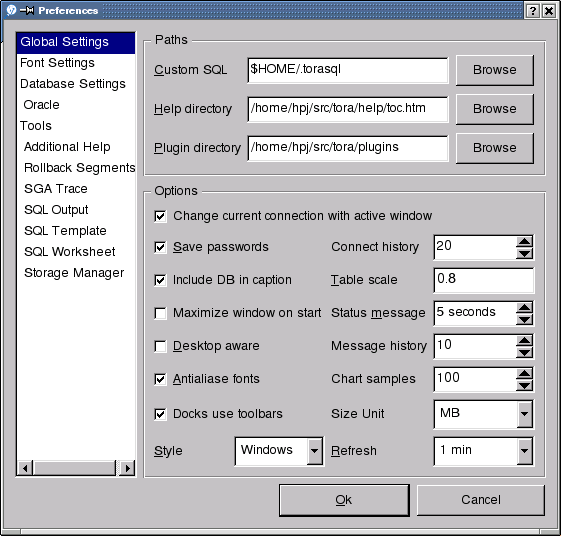 Preferences
Global Settings
Font Settings
Database Settings
Oracle
Tools
Additional Help
Rollback Segments
SGA Trace
SQL Output
SQL Template
SQL Worksheet
Storage Manager
Paths
Custom SQL $HOME/.torasql Browse
Help directory /home/hpj/src/tora/help/toc.htm Browse
Plugin directory /home/hpj/src/tora/plugins Browse
Options
Change current connection with active window
Save passwords Connect history 20
Include DB in caption Table scale 0.8
Maximize window on start Status message 5 seconds
Desktop aware Message history 10
Antialiase fonts Chart samples 100
Docks use toolbars Size Unit MB
Style Windows Refresh 1 min
Ok Cancel